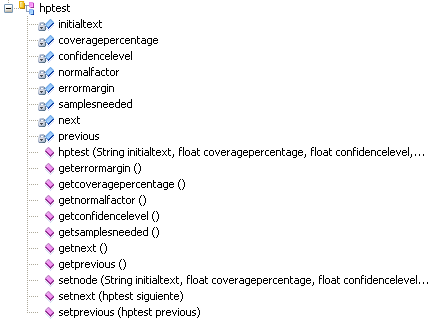 hptest
initialtext
coveragepercentage
confidencelevel
normalfactor
errormargin
samplesneeded
next
previous
hptest (String initialtext, float coveragepercentage, float confidencelevel,...
geterrormargin ()
getcoveragepercentage ()
getnormalfactor ()
getconfidencelevel ()
getsamplesneeded ()
getnext ()
getprevious ()
setnode (String initialtext, float coveragepercentage, float confidencelevel...
setnext (hptest siguiente)
setprevious (hptest previous)